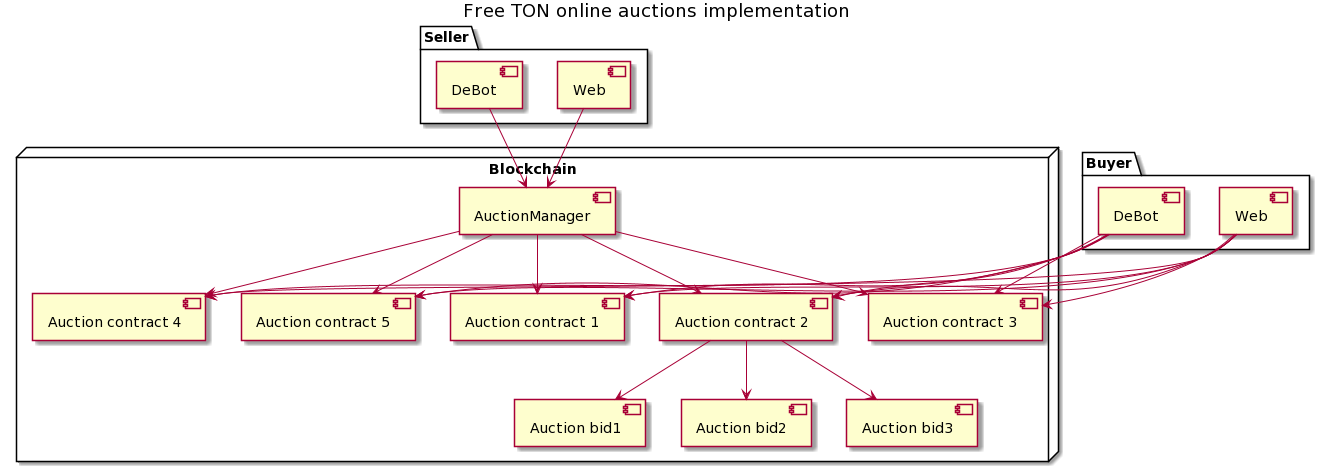 Free TON online auctions implementation
Seller
DeBot
Web
Blockchain
Buyer
AuctionManager
DeBot
Web
Auction contract 4
Auction contract 5
Auction contract 1
Auction contract 2
Auction contract 3
Auction bid1
Auction bid2
Auction bid3